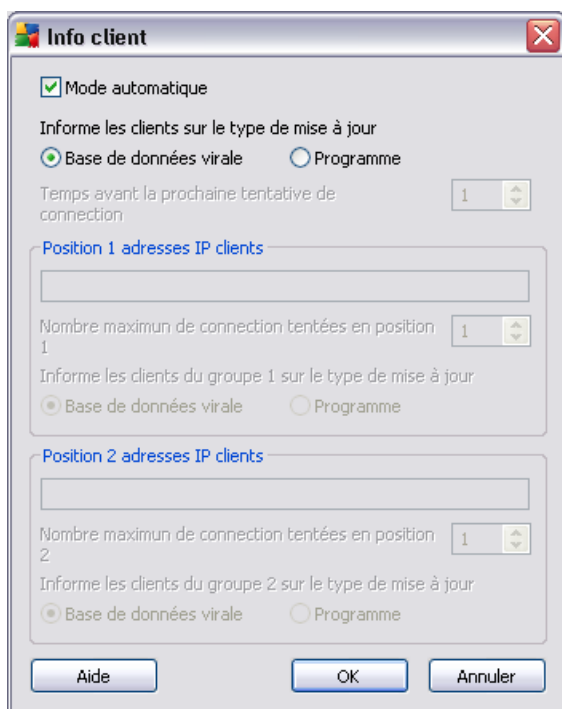 Info client
Mode automatique
Informe les clients sur le type de mise à jour
Base de données virale Programme
Temps avant la prochaine tentative de
connection
1
Position 1 adresses IP clients
Nombre maximun de connection tentées en position
1
1
Informe les clients du groupe 1 sur le type de mise à jour
Base de données virale Programme
Position 2 adresses IP clients
Nombre maximun de connection tentées en position
2
1
Informe les clients du groupe 2 sur le type de mise à jour
Base de données virale Programme
Aide OK Annuler